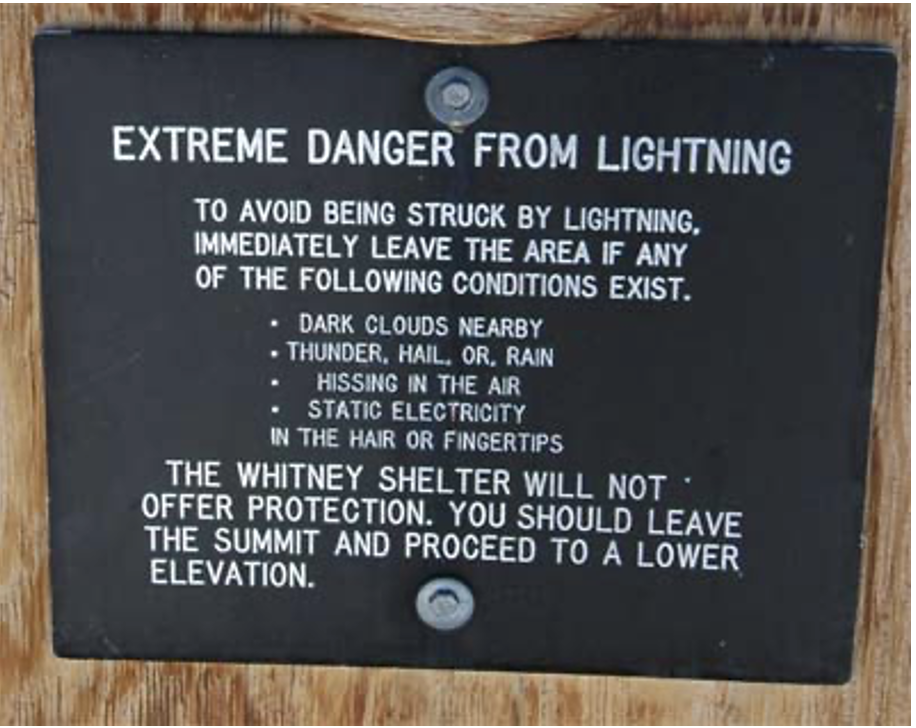 EXTREME DANGER FROM LIGHTNING
TO AVOID BEING STRUCK BY LIGHTNING.
IMMEDIATELY LEAVE THE AREA IF ANY
OF THE FOLLOWING CONDITIONS EXIST.
• DARK CLOUDS NEARBY
• THUNDER, HAIL, OR, RAIN
• HISSING IN THE AIR
• STATIC ELECTRICITY
IN THE HAIR OR FINGERTIPS
THE WHITNEY SHELTER WILL NOT
OFFER PROTECTION. YOU SHOULD LEAVE
THE SUMMIT AND PROCEED TO A LOWER
ELEVATION.